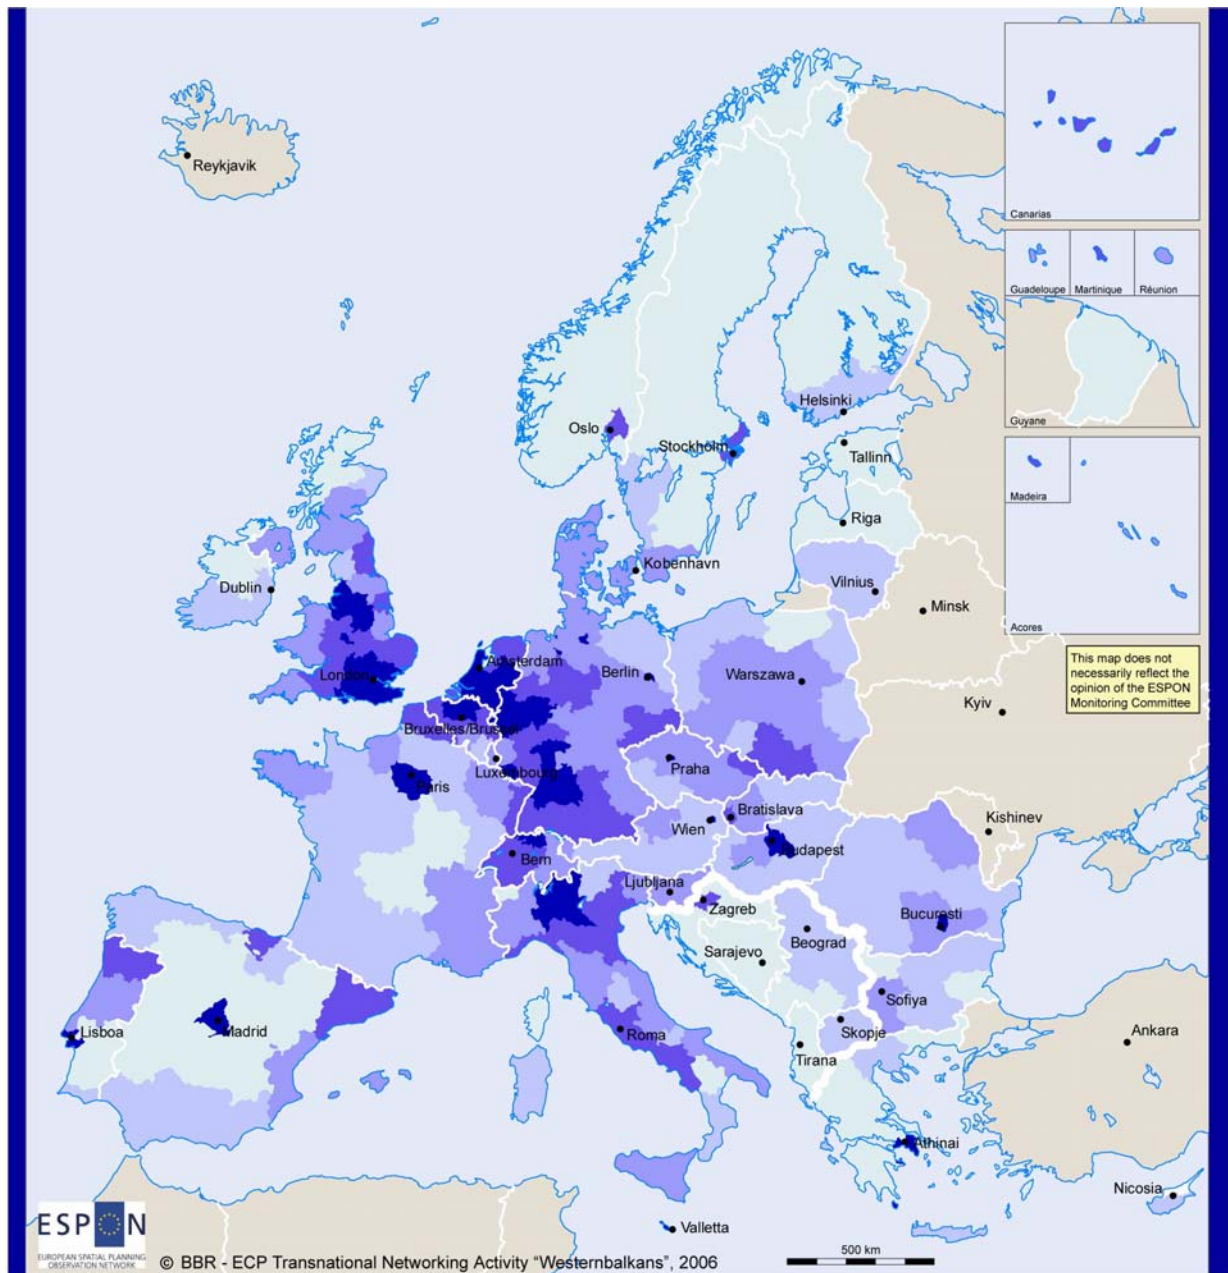 Reykjavik
Canarias
Guadeloupe
Martinique
Réunion
Guyane
Helsinki
Oslo
Stockholm
Tallinn
Madeira
Riga
Kobenhavn
Dublin
Vilnius
Minsk
Acores
This map does not
necessarily reflect the
opinion of the ESPON
Monitoring Committee
Amsterdam
London
Berlin
Warszawa
Kyiv
Bruxelles/Brussel
Luxembourg
Praha
Paris
Bratislava
Wien
Kishinev
Budapest
Bern
Ljubljana
Zagreb
Bucuresti
Beograd
Sarajevo
Sofiya
Lisboa
Madrid
Roma
Skopje
Ankara
Tirana
Athinai
Nicosia
Valletta
ESPON
EUROPEAN SPATIAL PLANNING
OBSERVATION NETWORK
© BBR - ECP Transnational Networking Activity "Westernbalkans", 2006
500 km